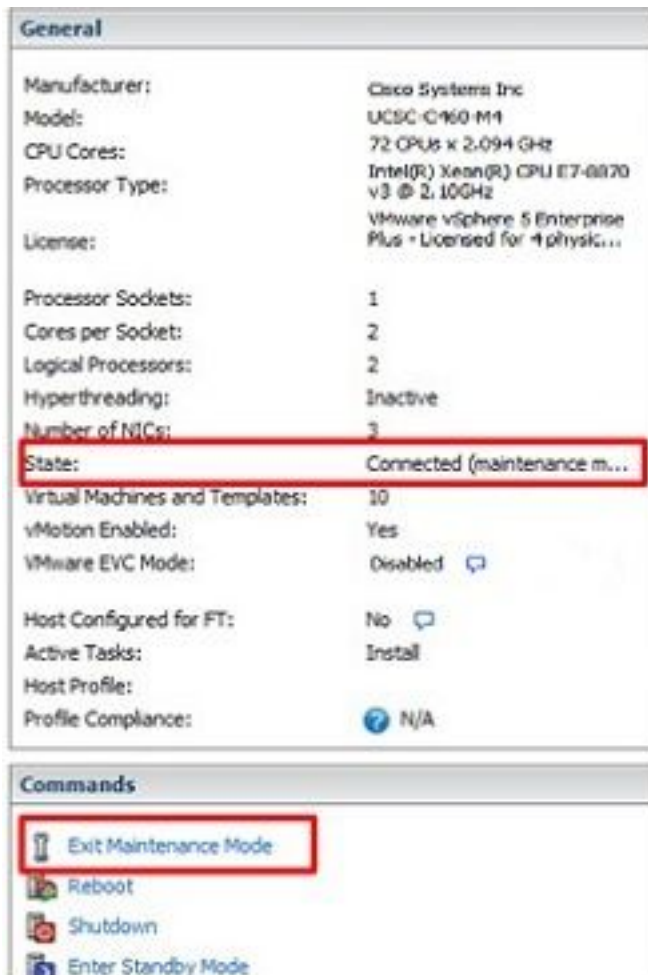 General
Manufacturer: Cisco Systems Inc
Model: UCSC-C460-M4
CPU Cores: 72 CPUs x 2.094 GHz
Processor Type: Intel(R) Xeon(R) CPU E7-8870
v3 @ 2.10GHz
License: VMware vSphere 5 Enterprise
Plus - Licensed for 4 physic...
Processor Sockets: 1
Cores per Socket: 2
Logical Processors: 2
Hyperthreading: Inactive
Number of NICs: 3
State: Connected (maintenance m...
Virtual Machines and Templates: 10
vMotion Enabled: Yes
VMware EVC Mode: Disabled
Host Configured for FT: No
Active Tasks: Install
Host Profile:
Profile Compliance: N/A
Commands
Exit Maintenance Mode
Reboot
Shutdown
Enter Standby Mode